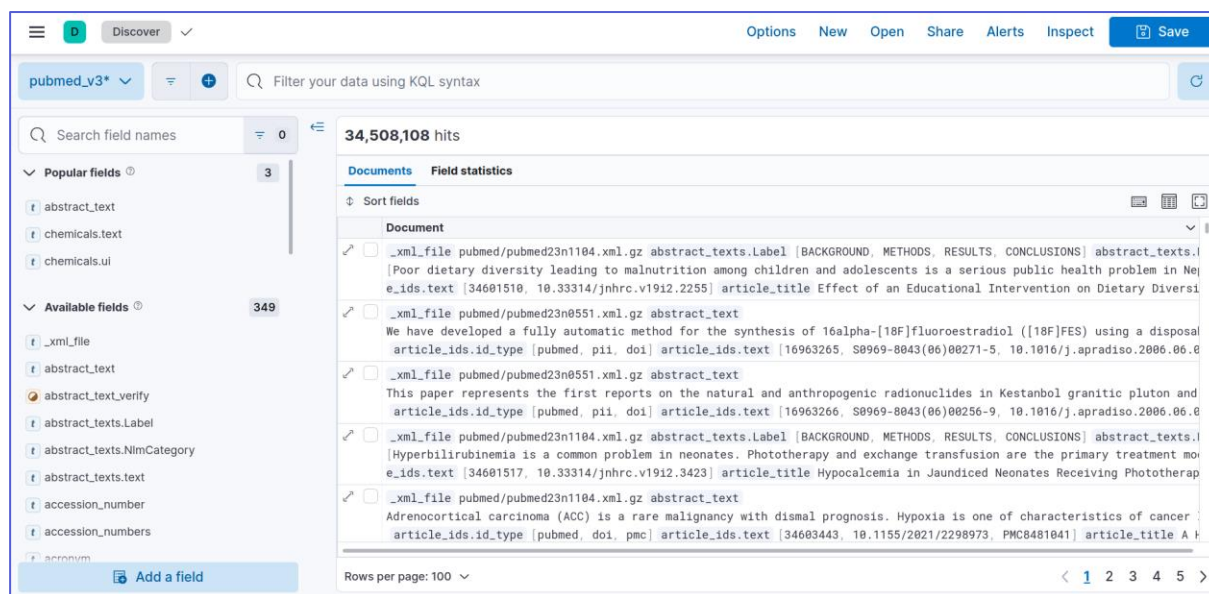 D Discover
Options New Open Share Alerts Inspect Save
pubmed_v3*
Filter your data using KQL syntax
Search field names 0
Popular fields 3
t abstract_text
t chemicals.text
t chemicals.ui
Available fields 349
t _xml_file
t abstract_text
abstract_text_verify
t abstract_texts.Label
t abstract_texts.NlmCategory
t abstract_texts.text
t accession_number
t accession_numbers
t acronym
Add a field
34,508,108 hits
Documents Field statistics
Sort fields
Document
_xml_file pubmed/pubmed23n1104.xml.gz abstract_texts.Label [BACKGROUND, METHODS, RESULTS, CONCLUSIONS] abstract_texts.
[Poor dietary diversity leading to malnutrition among children and adolescents is a serious public health problem in
e_ids.text [34601510, 10.33314/jnhrc.v19i2.2255] article_title Effect of an Educational Intervention on Dietary Diversi
_xml_file pubmed/pubmed23n0551.xml.gz abstract_text
We have developed a fully automatic method for the synthesis of 16alpha-[18F]fluoroestradiol ([18F]FES) using a disposa
article_ids.id_type [pubmed, pii, doi] article_ids.text [16963265, S0969-8043(06)00271-5, 10.1016/j.apradiso.2006.06.0
_xml_file pubmed/pubmed23n0551.xml.gz abstract_text
This paper represents the first reports on the natural and anthropogenic radionuclides in Kestanbol granitic pluton and
article_ids.id_type [pubmed, pii, doi] article_ids.text [16963266, S0969-8043(06)00256-9, 10.1016/j.apradiso.2006.06.0
_xml_file pubmed/pubmed23n1104.xml.gz abstract_texts.Label [BACKGROUND, METHODS, RESULTS, CONCLUSIONS] abstract_texts.
[Hyperbilirubinemia is a common problem in neonates. Phototherapy and exchange transfusion are the primary treatment mo
e_ids.text [34601517, 10.33314/jnhrc.v19i2.3423] article_title Hypocalcemia in Jaundiced Neonates Receiving Phototherap
_xml_file pubmed/pubmed23n1104.xml.gz abstract_text
Adrenocortical carcinoma (ACC) is a rare malignancy with dismal prognosis. Hypoxia is one of characteristics of cancer
article_ids.id_type [pubmed, doi, pmc] article_ids.text [34603443, 10.1155/2021/2298973, PMC8481041] article_title A
Rows per page: 100
1 2 3 4 5